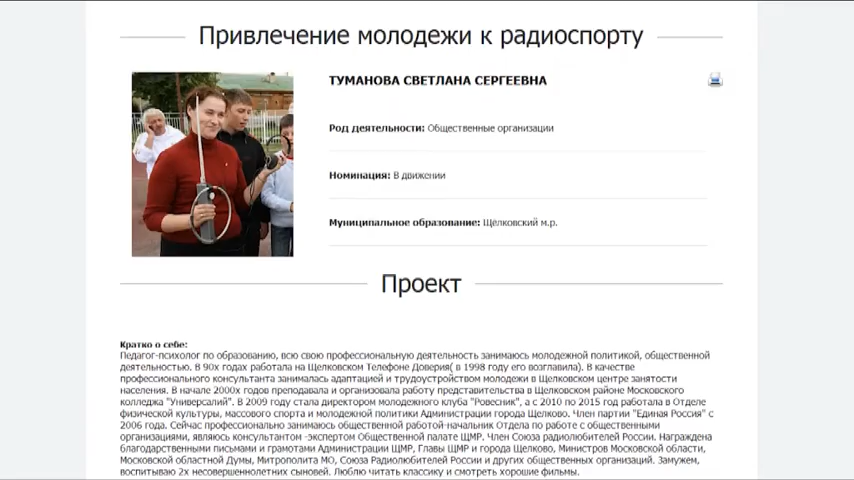 Привлечение молодежи к радиоспорту
ТУМАНОВА СВЕТЛАНА СЕРГЕЕВНА
Род деятельности: Общественные организации
Номинация: В движении
Муниципальное образование: Щёлковский м.р.
Проект
Кратко о себе:
Педагог-психолог по образованию, всю свою профессиональную деятельность занимаюсь молодежной политикой, общественной
деятельностью. В 90х годах работала на Щелковском Телефоне Доверия( в 1998 году его возглавила). В качестве
профессионального консультанта занималась адаптацией и трудоустройством молодежи в Щелковском центре занятости
населения. В начале 2000х годов преподавала и организовала работу представительства в Щелковском районе Московского
колледжа "Универсалий". В 2009 году стала директором молодежного клуба "Ровесник", а с 2010 по 2015 год работала в Отделе
физической культуры, массового спорта и молодежной политики Администрации города Щелково. Член партии "Единая Россия" с
2006 года. Сейчас профессионально занимаюсь общественной работой-начальник Отдела по работе с общественными
организациями, являюсь консультантом -экспертом Общественной палате ЩМР. Член Союза радиолюбителей России. Награждена
благодарственными письмами и грамотами Администрации ЩМР, Главы ЩМР и города Щелково, Министров Московской области,
Московской областной Думы, Митрополита МО, Союза Радиолюбителей России и других общественных организаций. Замужем,
воспитываю 2х несовершеннолетних сыновей. Люблю читать классику и смотреть хорошие фильмы.